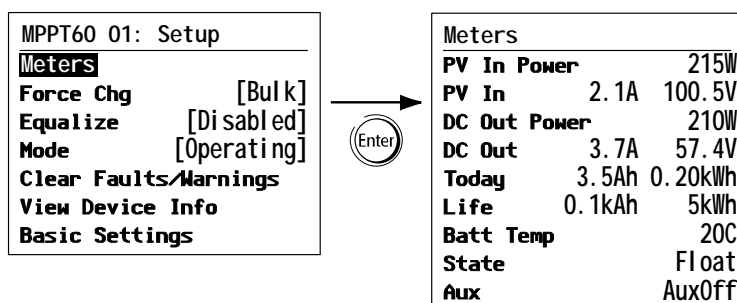 MPPT60 01: Setup
Meters
Force Chg [Bulk]
Equalize [Disabled]
Mode [Operating]
Clear Faults/Warnings
View Device Info
Basic Settings
Enter
Meters
PV In Power 215W
PV In 2.1A 100.5V
DC Out Power 210W
DC Out 3.7A 57.4V
Today 3.5Ah 0.20kWh
Life 0.1kAh 5kWh
Batt Temp 20C
State Float
Aux AuxOff